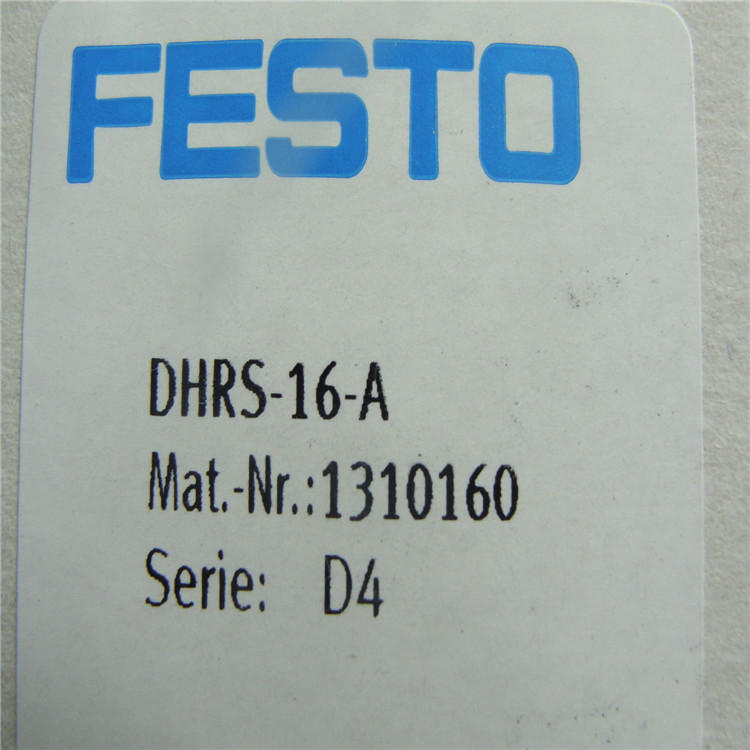 FESTO
DHRS-16-A
Mat.-Nr.:1310160
Serie: D4